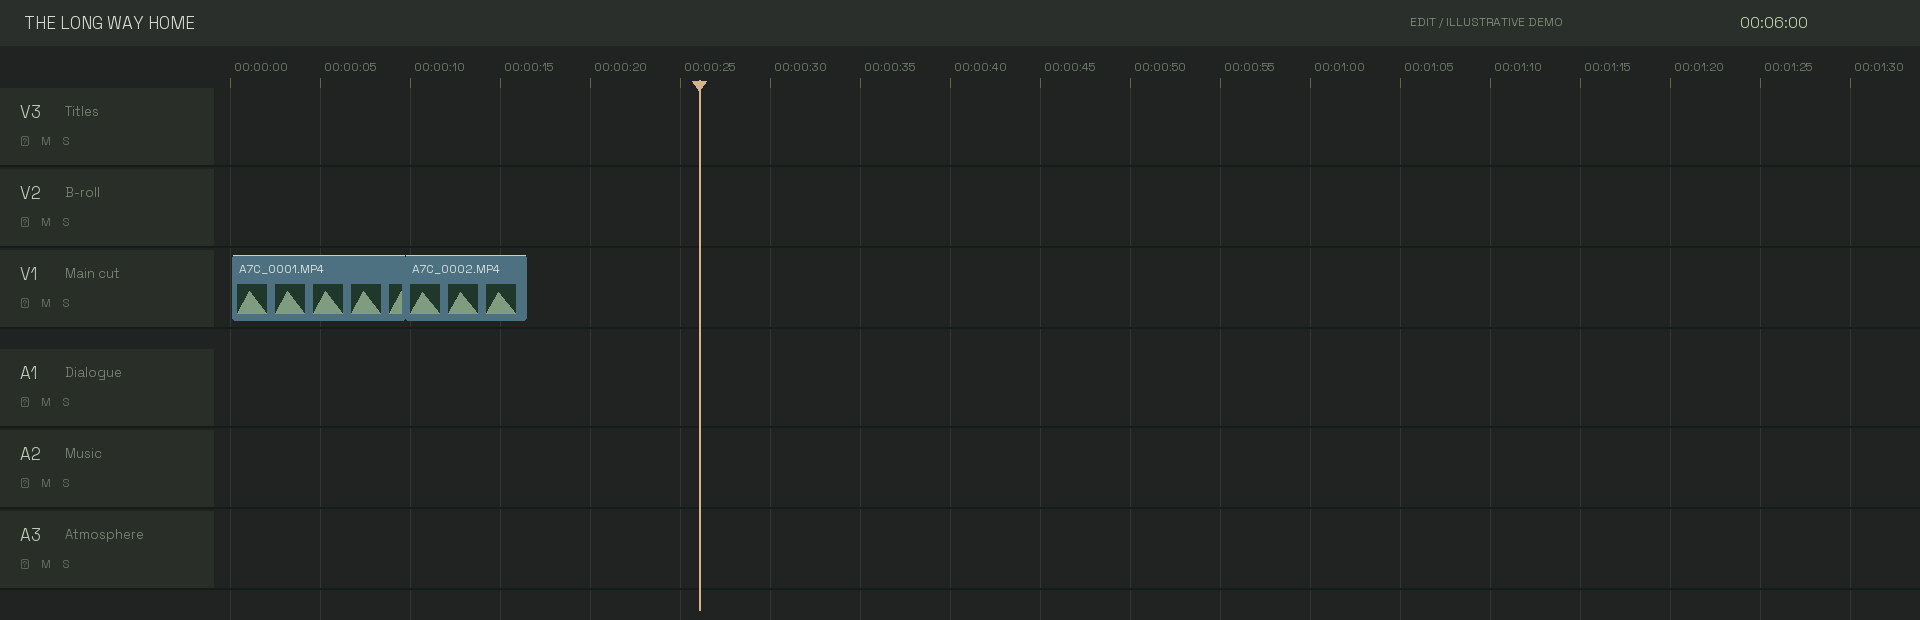 THE LONG WAY HOME
EDIT / ILLUSTRATIVE DEMO
00:06:00
00:00:00 00:00:05 00:00:10 00:00:15 00:00:20 00:00:25 00:00:30 00:00:35 00:00:40 00:00:45 00:00:50 00:00:55 00:01:00 00:01:05 00:01:10 00:01:15 00:01:20 00:01:25 00:01:30
V3 Titles
M S
V2 B-roll
M S
V1 Main cut
M S
A7C_0001.MP4 A7C_0002.MP4
A1 Dialogue
M S
A2 Music
M S
A3 Atmosphere
M S